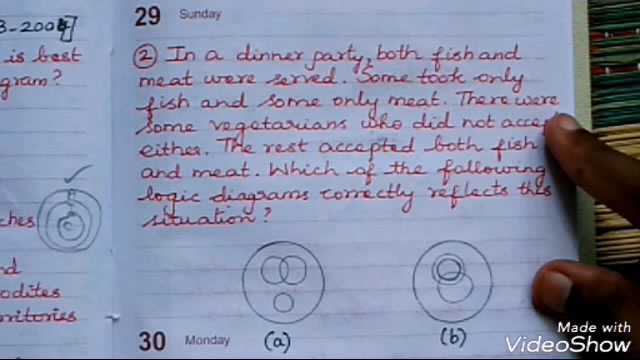 3-2004
is best
gram?
ches
nd
odites
rritories
29 Sunday
② In a dinner party, both fish and
meat were served. Some took only
fish and some only meat. There were
some vegetarians who did not accep
either. The rest accepted both fish
and meat. Which of the following
logic diagrams correctly reflects this
situation?
(a) (b)
30 Monday
Made with
VideoShow